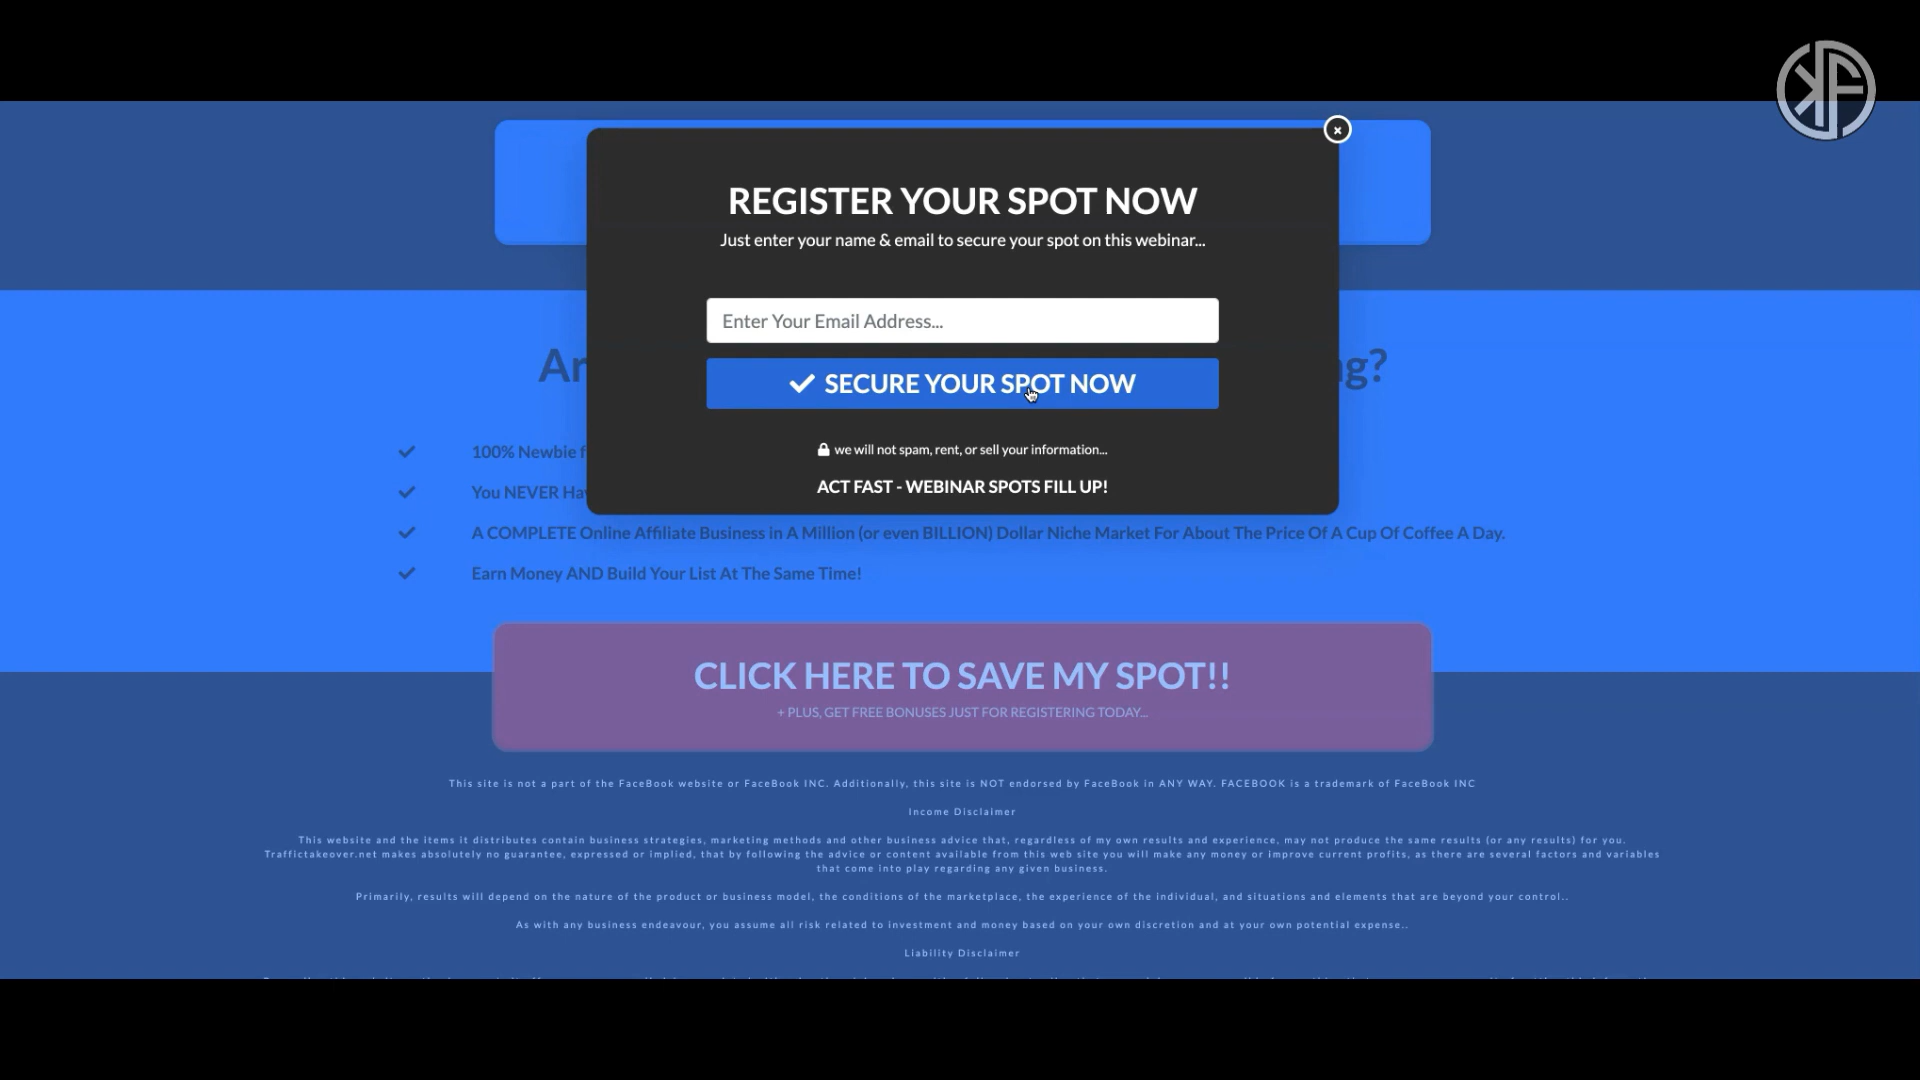 KF
×
REGISTER YOUR SPOT NOW
Just enter your name & email to secure your spot on this webinar...
Enter Your Email Address...
SECURE YOUR SPOT NOW
we will not spam, rent, or sell your information...
ACT FAST - WEBINAR SPOTS FILL UP!
Ar g?
100% Newbie f
You NEVER Hav
A COMPLETE Online Affiliate Business in A Million (or even BILLION) Dollar Niche Market For About The Price Of A Cup Of Coffee A Day.
Earn Money AND Build Your List At The Same Time!
CLICK HERE TO SAVE MY SPOT!!
+ PLUS, GET FREE BONUSES JUST FOR REGISTERING TODAY...
This site is not a part of the FaceBook website or FaceBook INC. Additionally, this site is NOT endorsed by FaceBook in ANY WAY. FACEBOOK is a trademark of FaceBook INC
Income Disclaimer
This website and the items it distributes contain business strategies, marketing methods and other business advice that, regardless of my own results and experience, may not produce the same results (or any results) for you.
Traffictakeover.net makes absolutely no guarantee, expressed or implied, that by following the advice or content available from this web site you will make any money or improve current profits, as there are several factors and variables
that come into play regarding any given business.
Primarily, results will depend on the nature of the product or business model, the conditions of the marketplace, the experience of the individual, and situations and elements that are beyond your control..
As with any business endeavour, you assume all risk related to investment and money based on your own discretion and at your own potential expense..
Liability Disclaimer